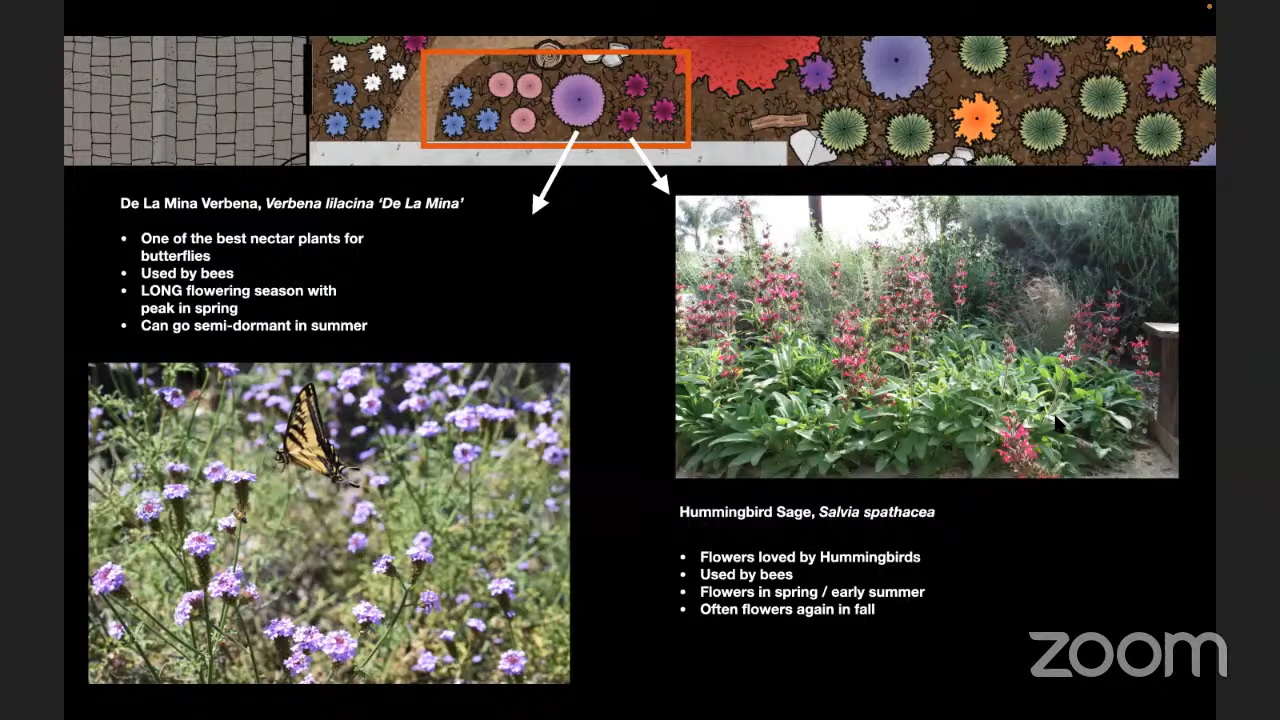 De La Mina Verbena, Verbena lilacina ‘De La Mina’
• One of the best nectar plants for
butterflies
• Used by bees
• LONG flowering season with
peak in spring
• Can go semi-dormant in summer
Hummingbird Sage, Salvia spathacea
• Flowers loved by Hummingbirds
• Used by bees
• Flowers in spring / early summer
• Often flowers again in fall
zoom